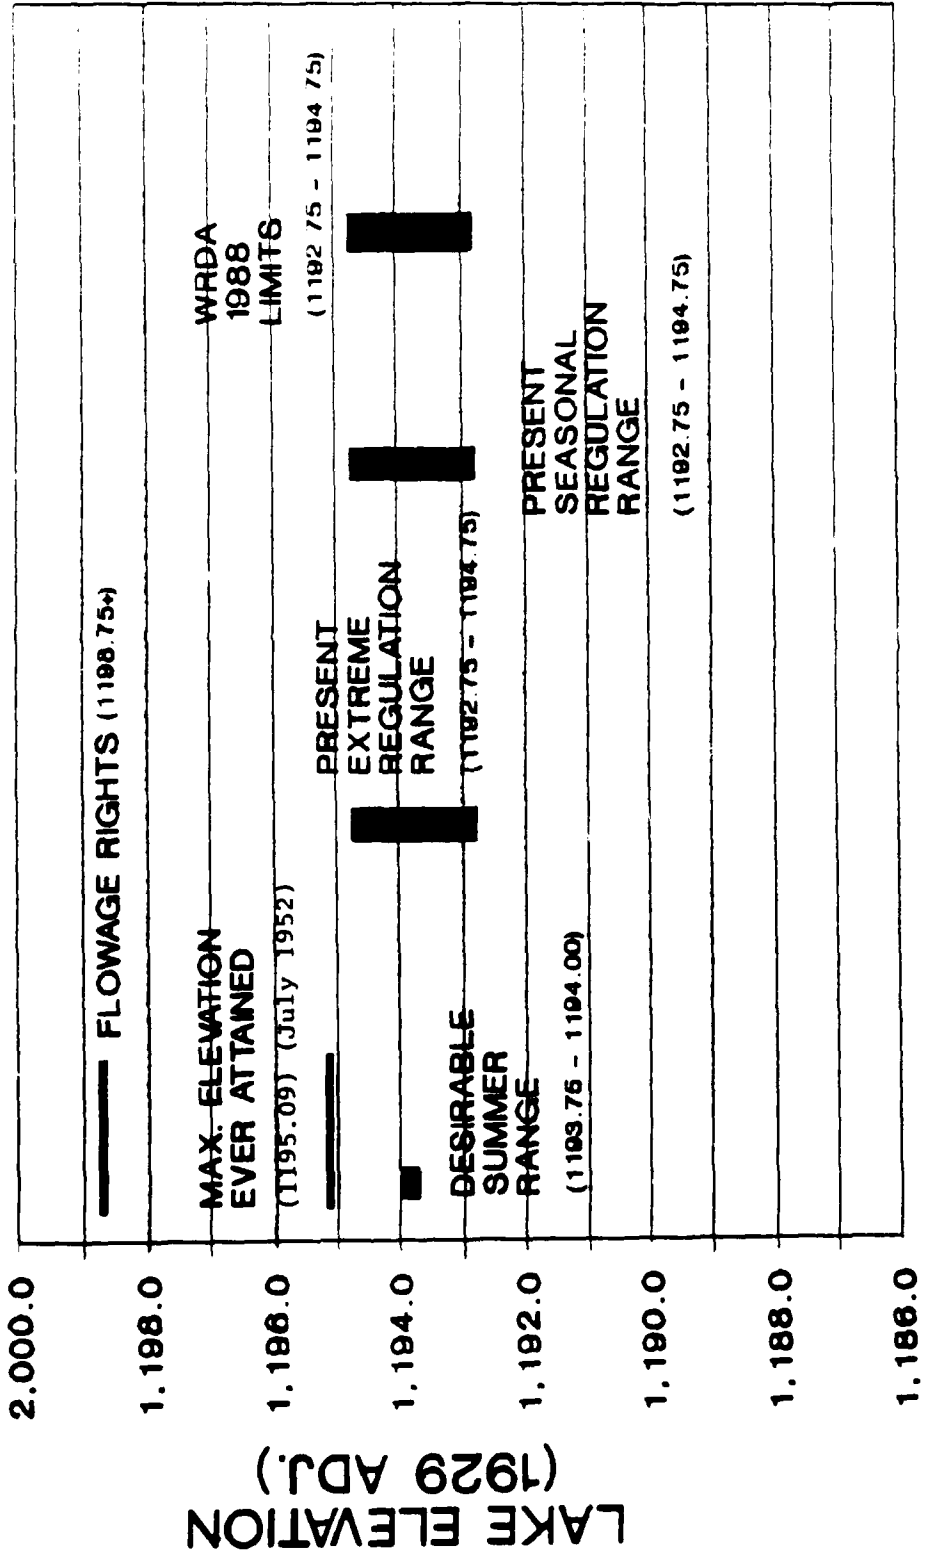 LAKE ELEVATION
(1929 ADJ.)
2.000.0
1,198.0
1,196.0
1,194.0
1,192.0
1,190.0
1,188.0
1,186.0
FLOWAGE RIGHTS (1198.75+)
MAX. ELEVATION
EVER ATTAINED
(1195.09) (July 1952)
DESIRABLE
SUMMER
RANGE
(1193.75 - 1194.00)
PRESENT
EXTREME
REGULATION
RANGE
(1192.75 - 1194.75)
PRESENT
SEASONAL
REGULATION
RANGE
(1192.75 - 1194.75)
WRDA
1988
LIMITS
(1192 75 - 1194 75)